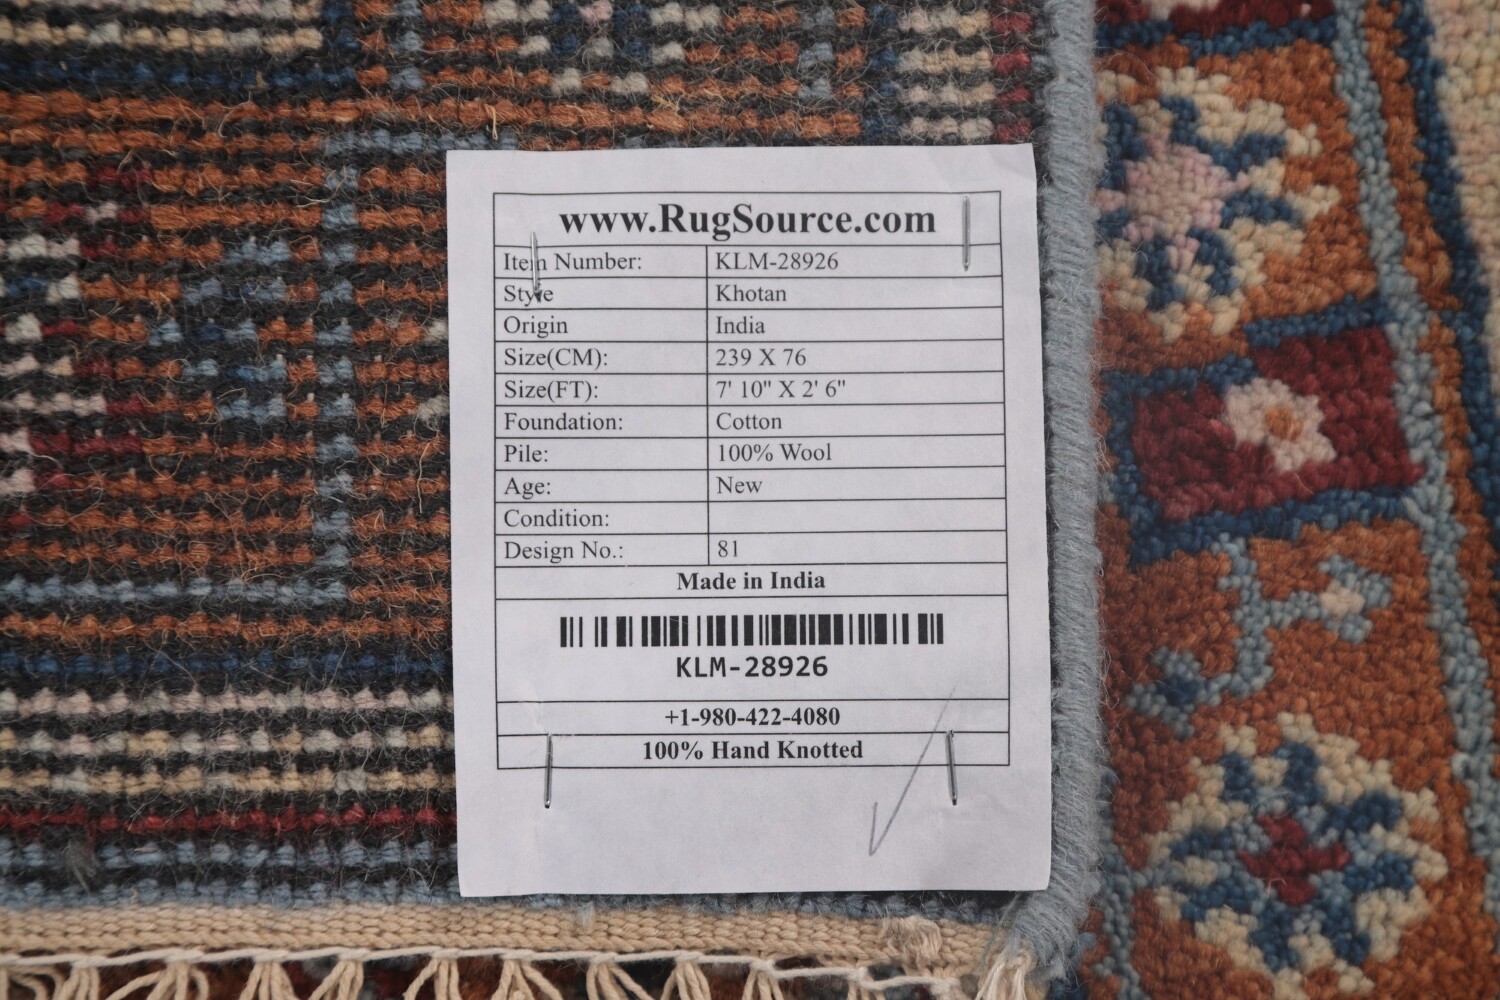 www.RugSource.com
Item Number: KLM-28926
Style Khotan
Origin India
Size(CM): 239 X 76
Size(FT): 7' 10" X 2' 6"
Foundation: Cotton
Pile: 100% Wool
Age: New
Condition:
Design No.: 81
Made in India
KLM-28926
+1-980-422-4080
100% Hand Knotted